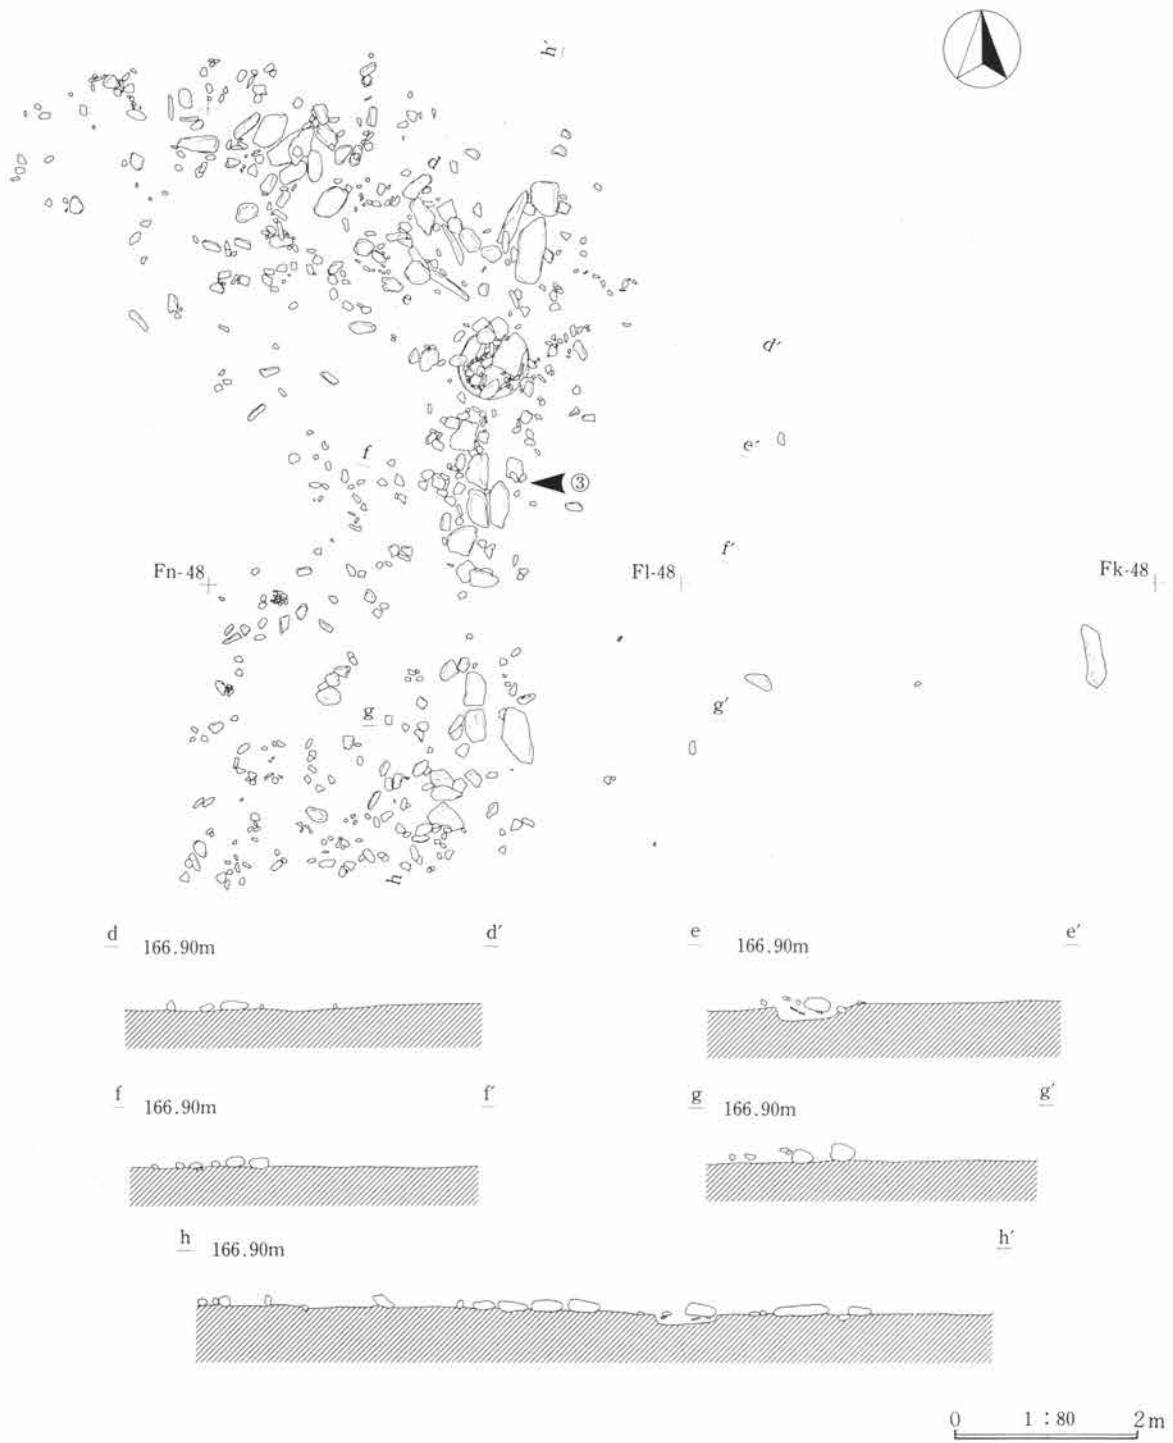 h′
d
e
d′
f
e′
③
f′
Fn-48
Fl-48
Fk-48
g
g′
h
d 166.90m d′
e 166.90m e′
f 166.90m f′
g 166.90m g′
h 166.90m h′
0 1:80 2m